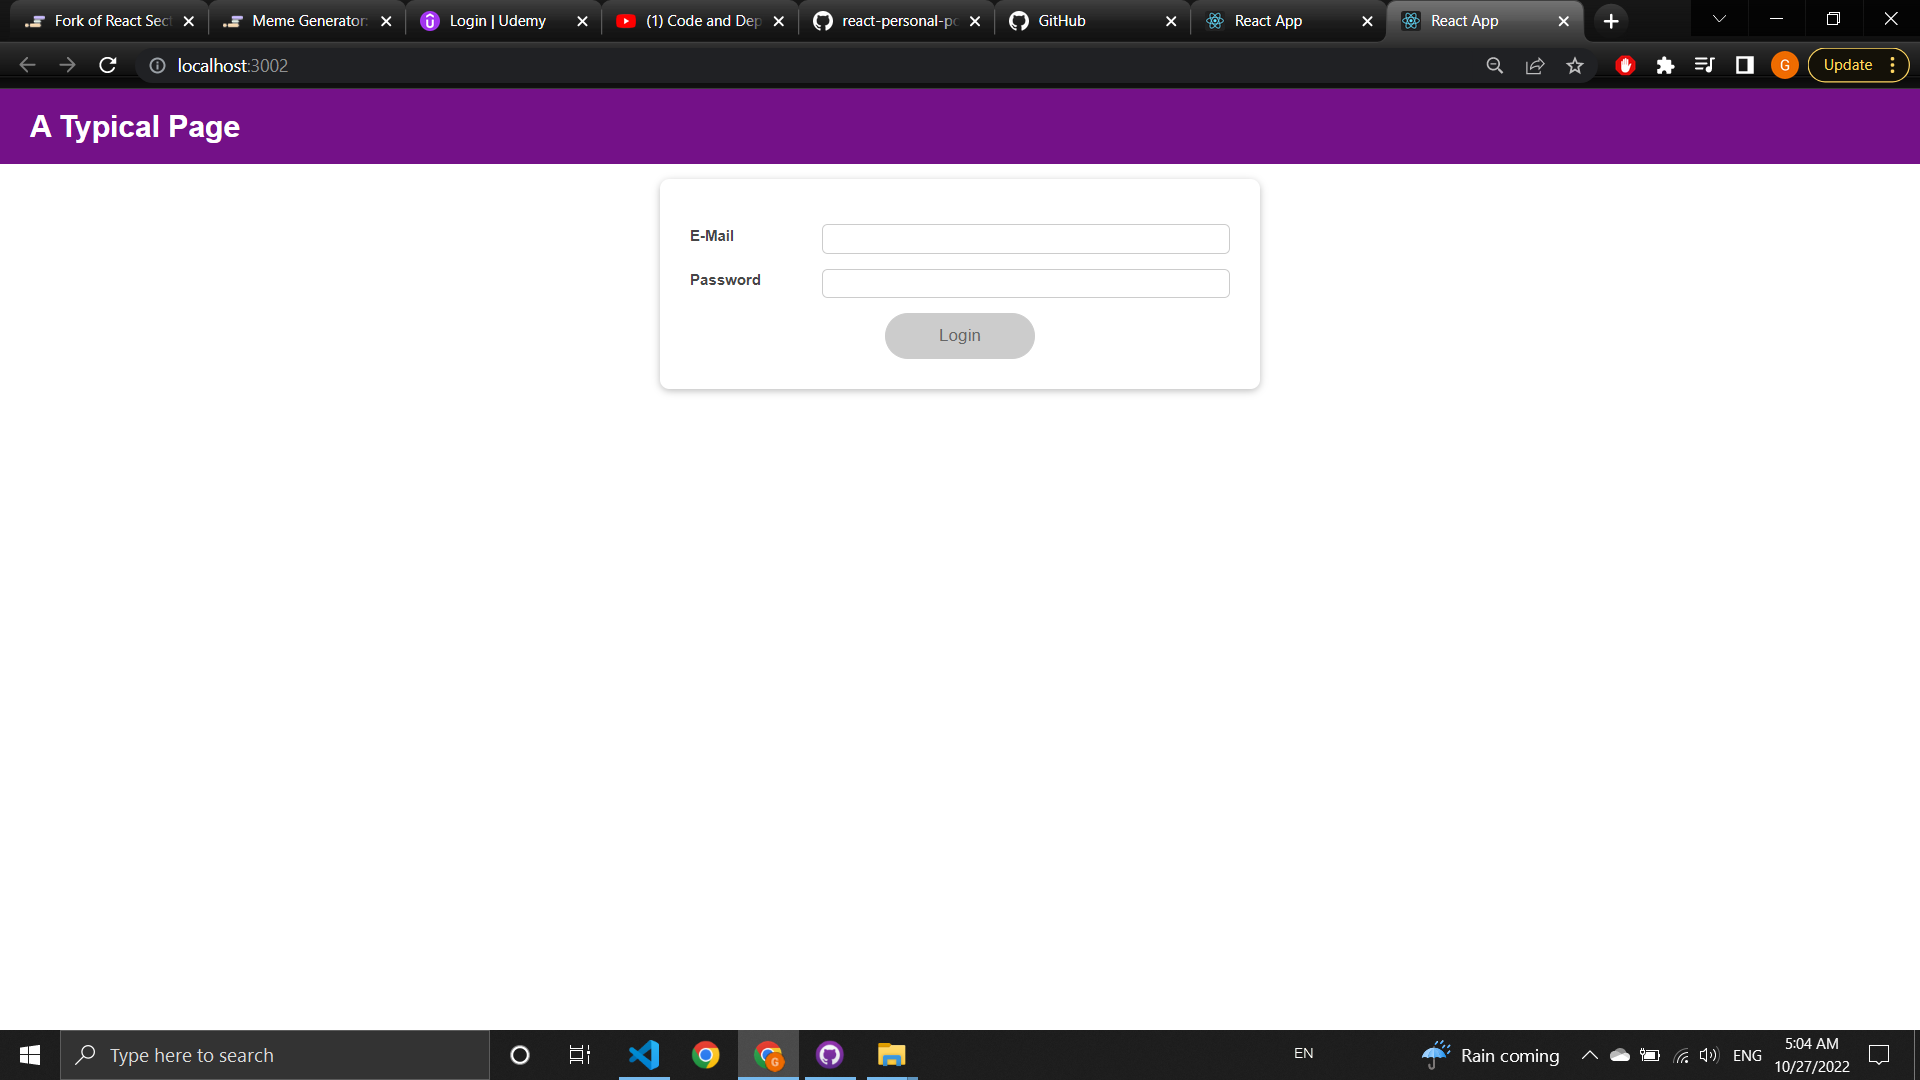 Fork of React Sect
Meme Generator:
Login | Udemy
(1) Code and Dep
react-personal-po
GitHub
React App
React App
localhost:3002
G
Update
A Typical Page
E-Mail
Password
Login
Type here to search
G
EN
Rain coming
ENG
5:04 AM
10/27/2022